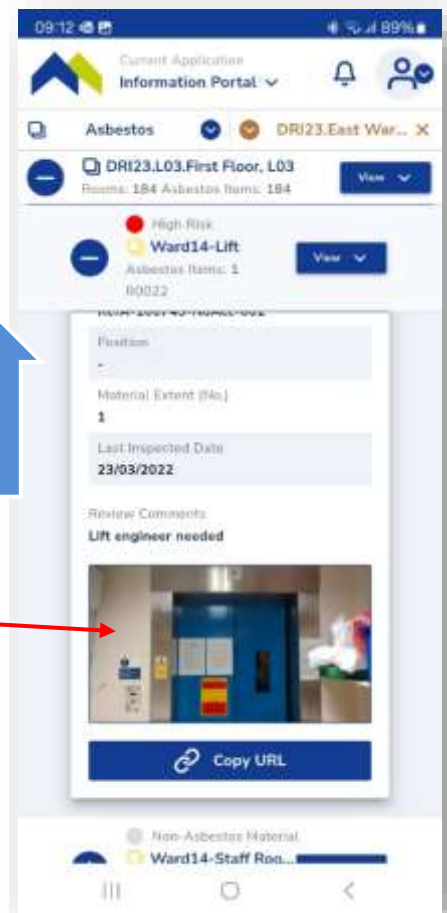 09:12
89%
Current Application
Information Portal
Asbestos
DRI23.East War... X
DRI23.L03.First Floor, L03
Rooms: 184 Asbestos Items: 184
View
High Risk
Ward14-Lift
Asbestos Items: 1
R0022
View
Position
-
Material Extent (No.)
1
Last Inspected Date
23/03/2022
Review Comments
Lift engineer needed
Copy URL
Non-Asbestos Material
Ward14-Staff Roo...